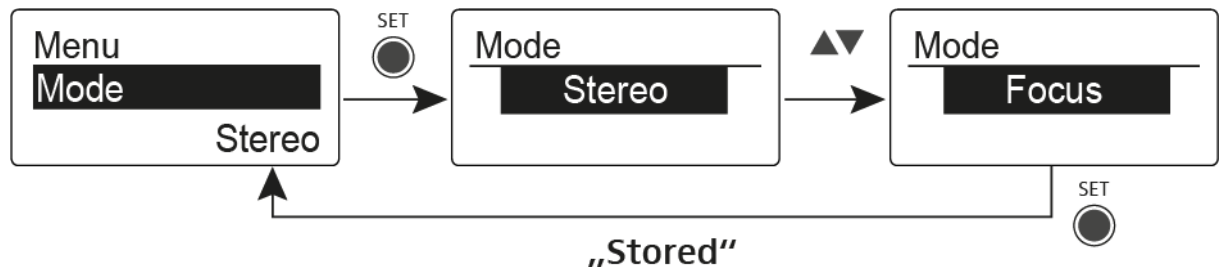 Menu
Mode
Stereo
SET
Mode
Stereo
Mode
Focus
SET
„Stored“